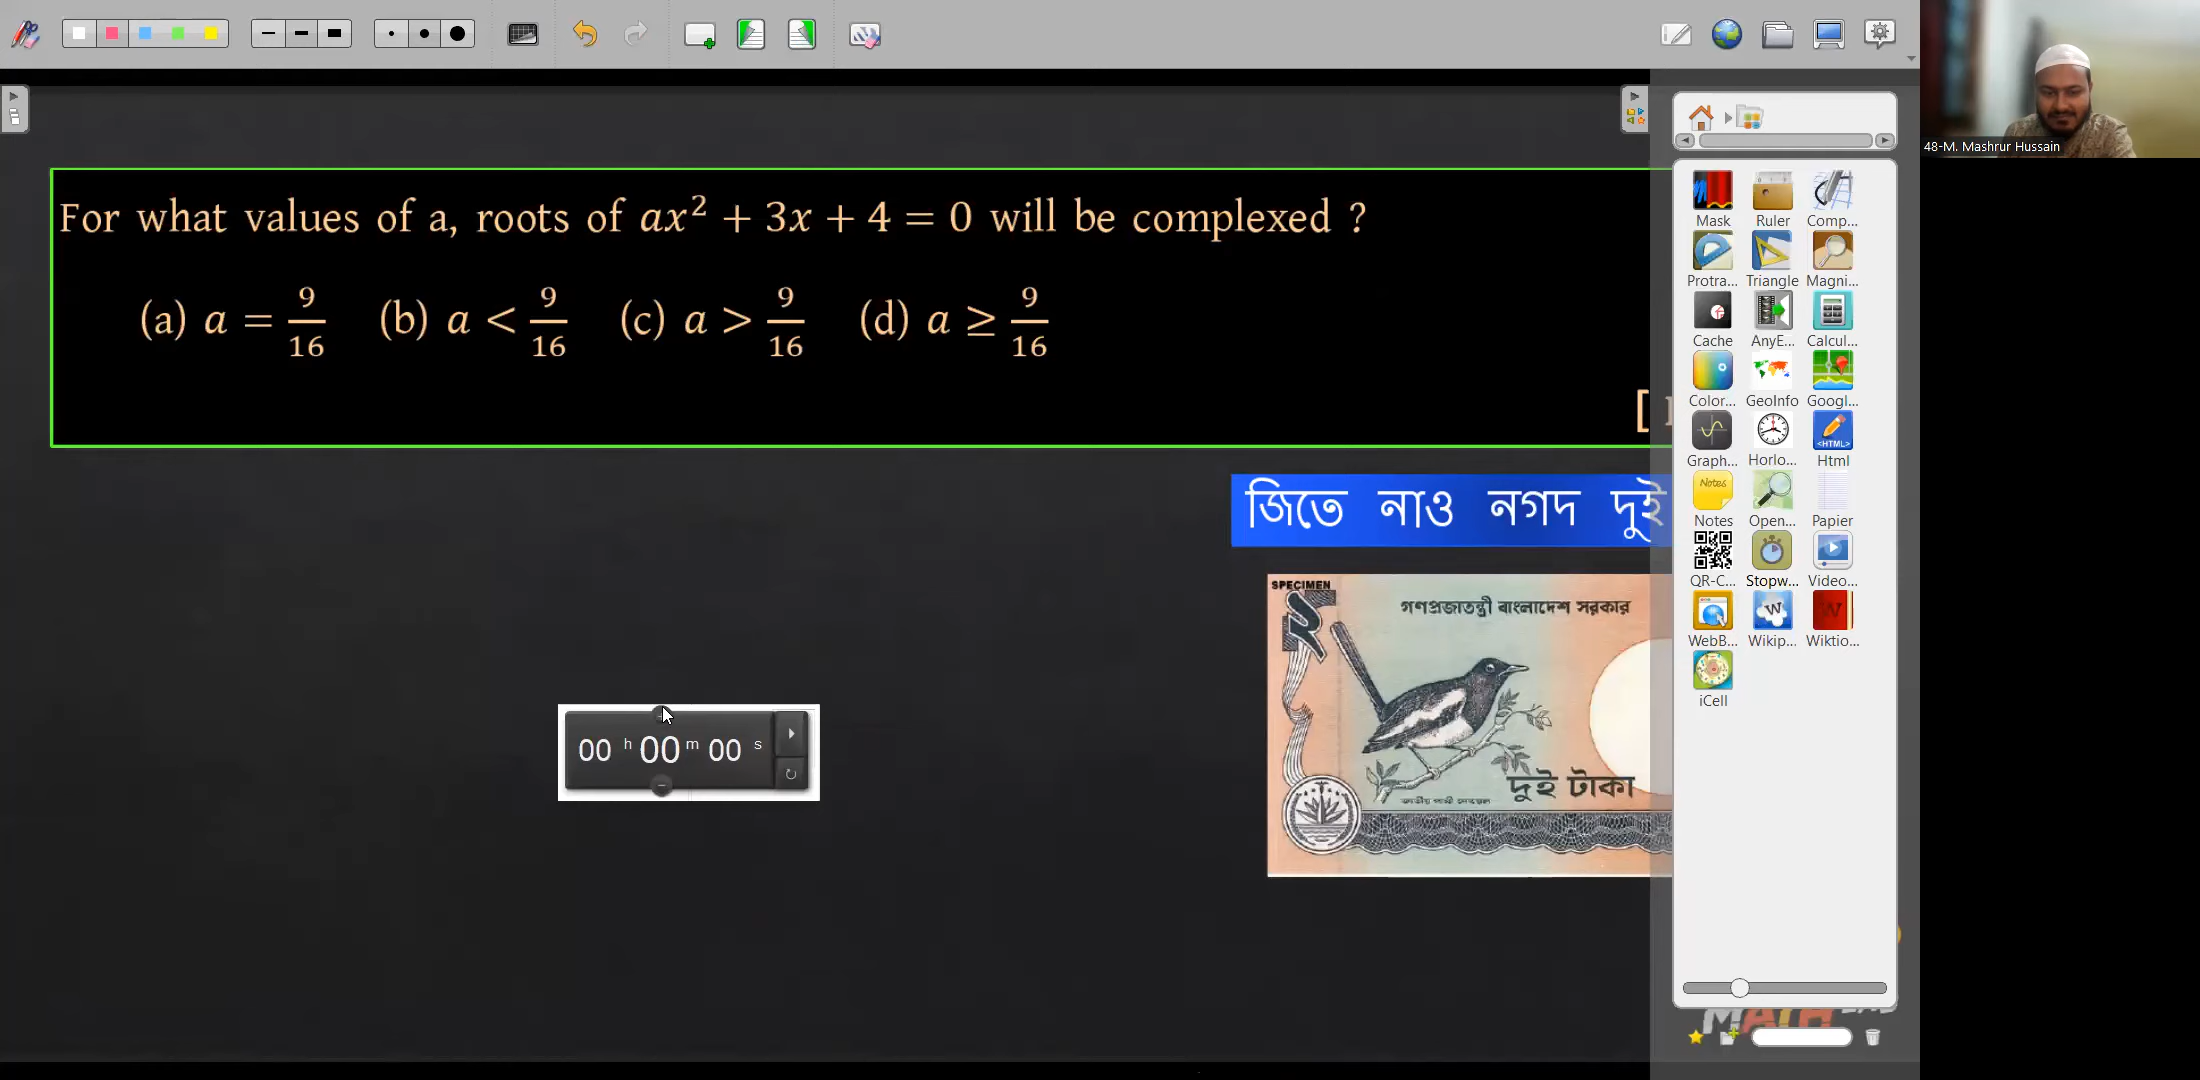 48-M. Mashrur Hussain
For what values of a, roots of ax² + 3x + 4 = 0 will be complexed ?
(a) a = 9/16 (b) a < 9/16 (c) a > 9/16 (d) a ≥ 9/16
[
জিতে নাও নগদ দুই
SPECIMEN
গণপ্রজাতন্ত্রী বাংলাদেশ সরকার
২
দুই টাকা
00 h 00 m 00 s
Mask Ruler Comp...
Protra... Triangle Magni...
Cache AnyE... Calcul...
Color... GeoInfo Googl...
Graph... Horlo... Html
<HTML>
Notes
Notes Open... Papier
QR-C... Stopw... Video...
W W
WebB... Wikip... Wiktio...
iCell
MATH